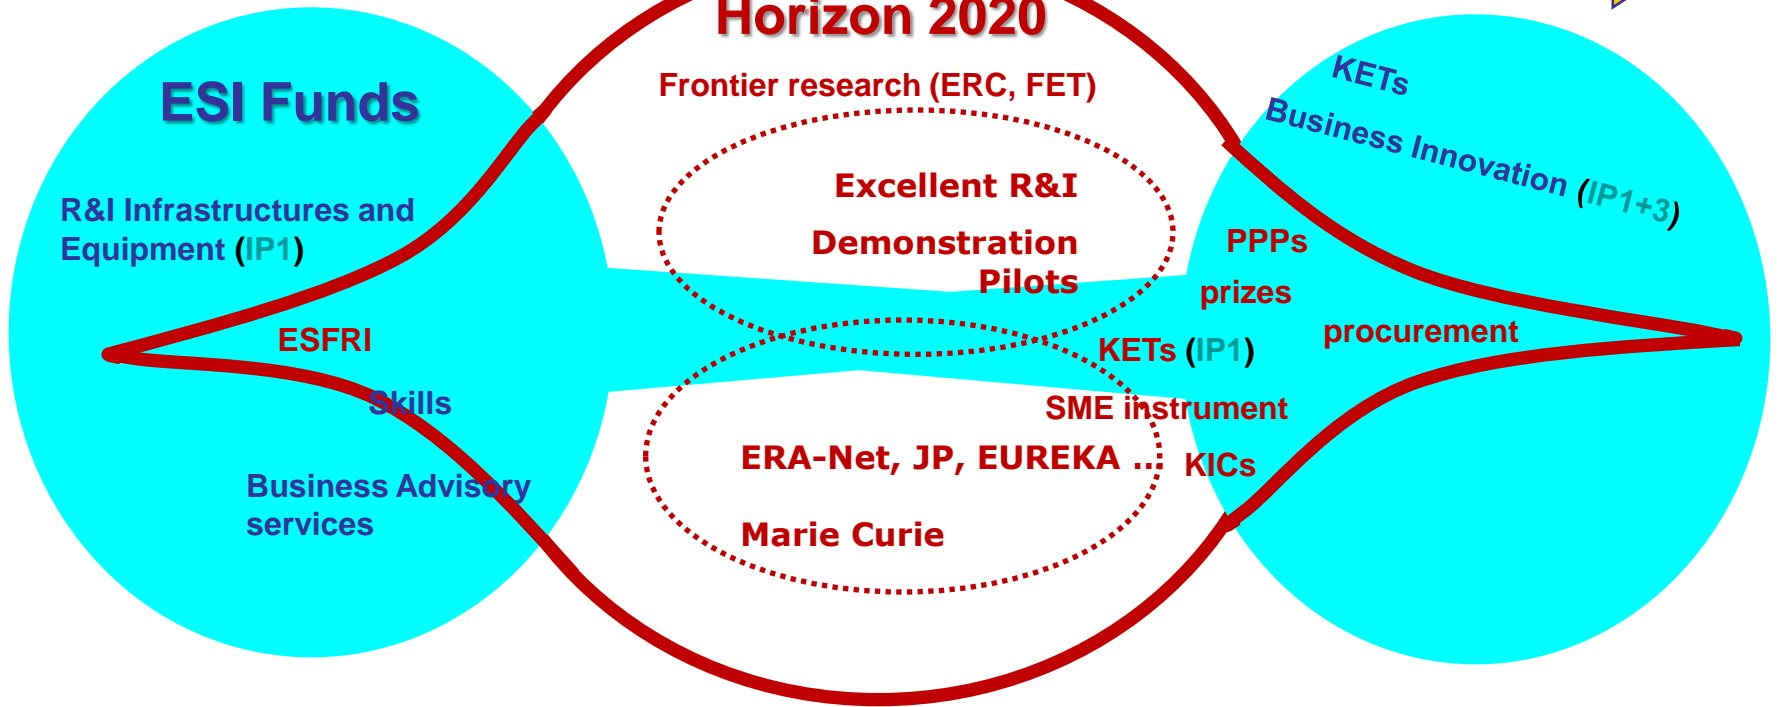 Horizon 2020
Frontier research (ERC, FET)
ESI Funds
R&I Infrastructures and
Equipment (IP1)
ESFRI
Skills
Business Advisory
services
Excellent R&I
Demonstration
Pilots
ERA-Net, JP, EUREKA ...
Marie Curie
KETs
Business Innovation (IP1+3)
PPPs
prizes
procurement
KETs (IP1)
SME instrument
KICs